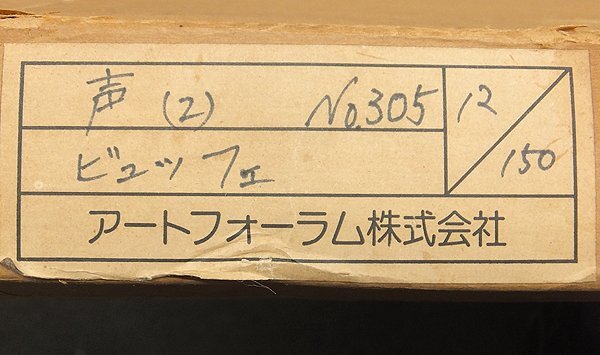 声 (2) No.305 12/150
ビュッフェ
アートフォーラム株式会社